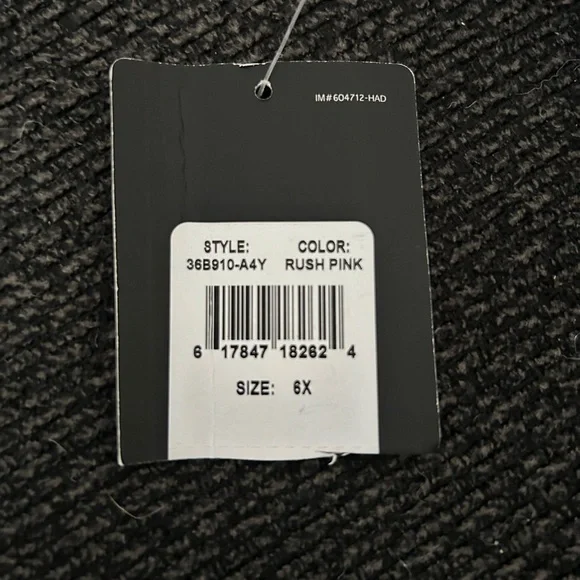 IM#604712-HAD
STYLE: COLOR:
36B910-A4Y RUSH PINK
6 17847 18262 4
SIZE: 6X